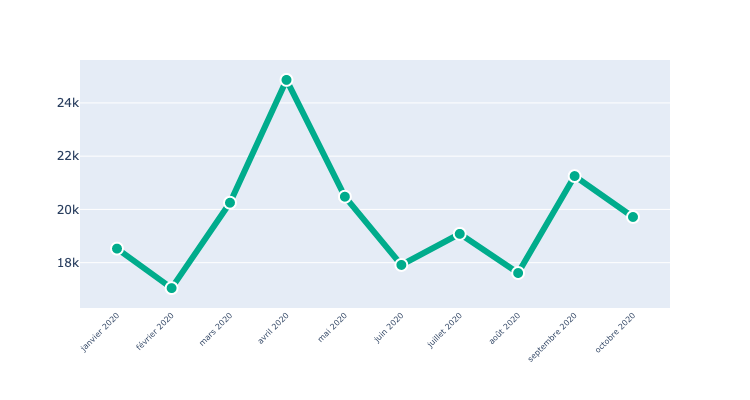 24k
22k
20k
18k
janvier 2020
février 2020
mars 2020
avril 2020
mai 2020
juin 2020
juillet 2020
août 2020
septembre 2020
octobre 2020